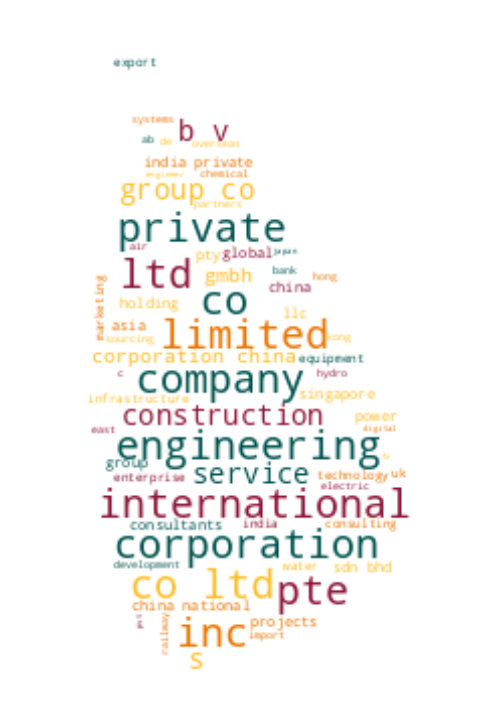 export
systems
b v
ab
de
overseas
india private
engineer
chemical
group co
partners
private
air
pty
global
japan
ltd
gmbh
bank
hong
china
marketing
holding
co
llc
asia
limited
sourcing
kong
corporation china
equipment
c
company
hydro
infrastructure
singapore
construction
power
east
digital
engineering
group
service
enterprise
technology
uk
electric
international
consultants
india
consulting
corporation
development
water
sdn bhd
co ltd
pte
china national
railway
inc
projects
import
s